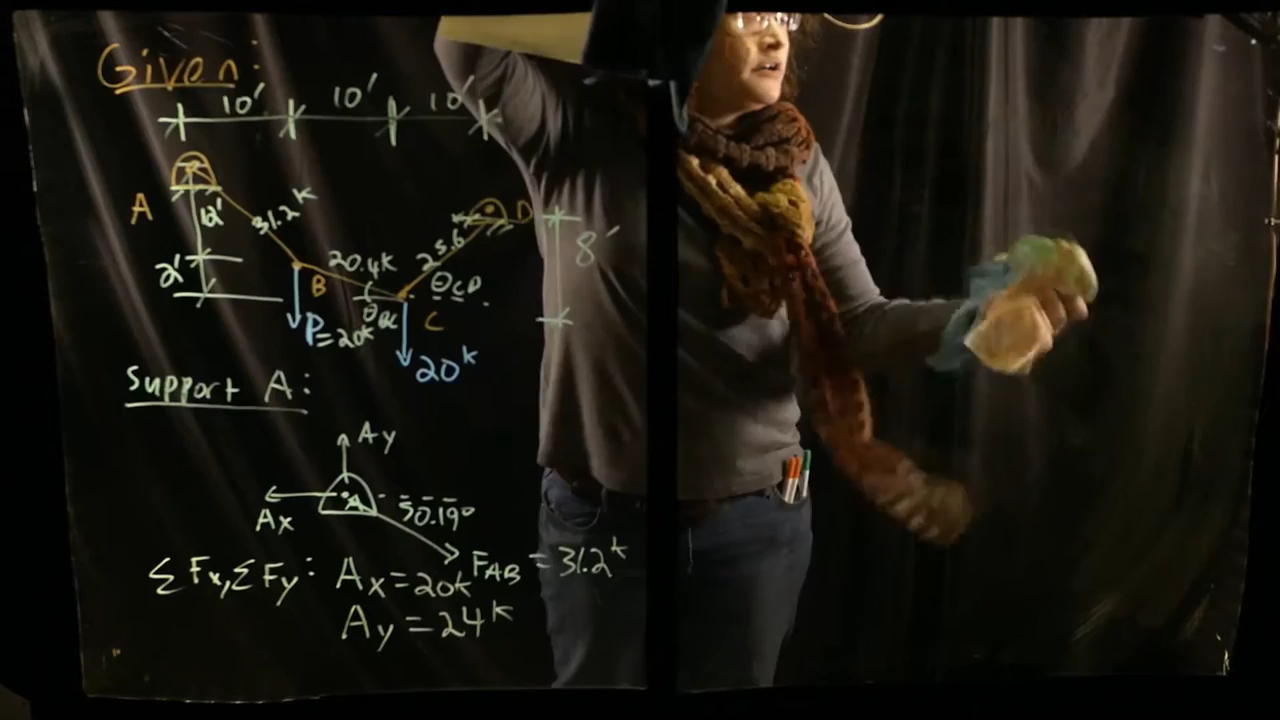 Given:
10' 10' 10'
A 12' 31.2k D
2' B 20.4k 25.6 θCD 8'
P=20k θBC C
20k
Support A:
Ay
Ax A 50.19°
FAB = 31.2k
ΣFx, ΣFy: Ax=20k
Ay=24k